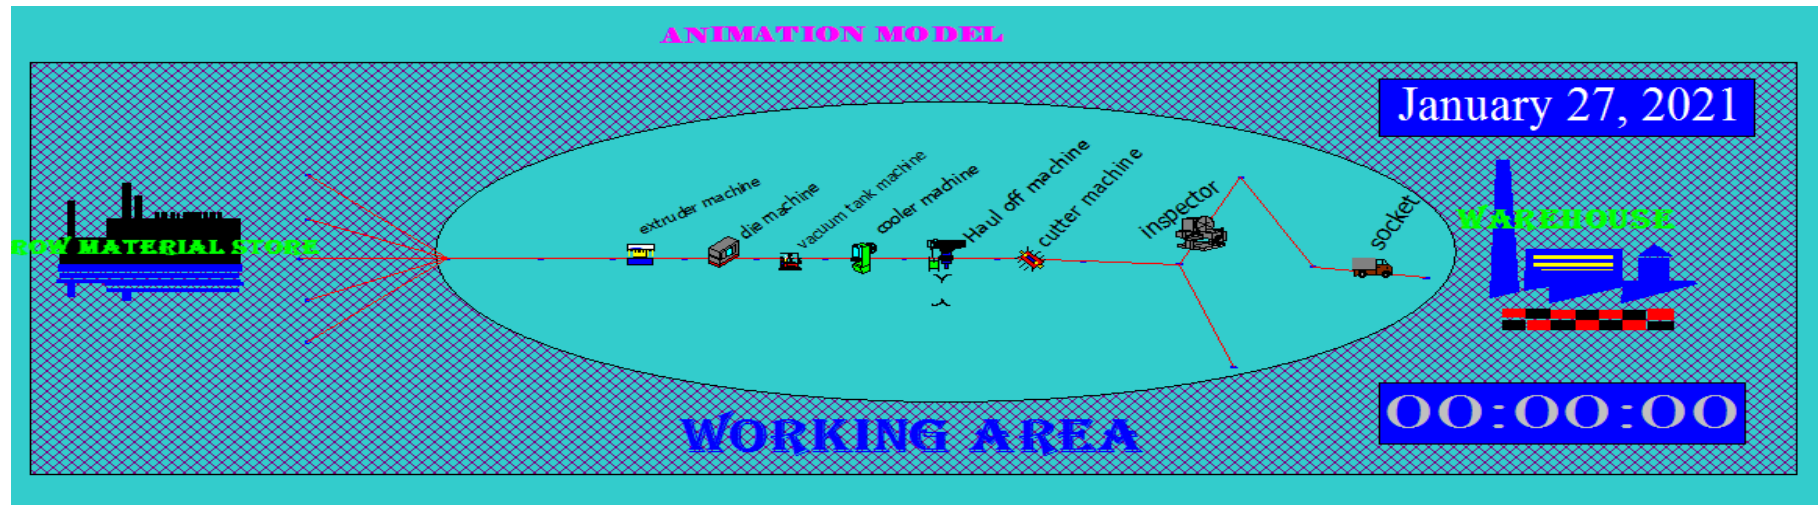 ANIMATION MODEL
January 27, 2021
extruder machine
die machine
vacuum tank machine
cooler machine
Haul off machine
cutter machine
inspector
socket
ROW MATERIAL STORE
WAREHOUSE
WORKING AREA
00:00:00